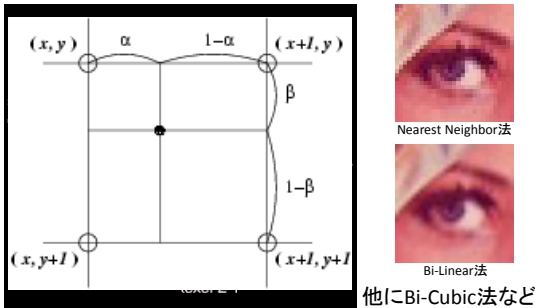 (x, y)
α
1−α
(x+1, y)
β
1−β
(x, y+1)
(x+1, y+1
Nearest Neighbor法
Bi-Linear法
他にBi-Cubic法など